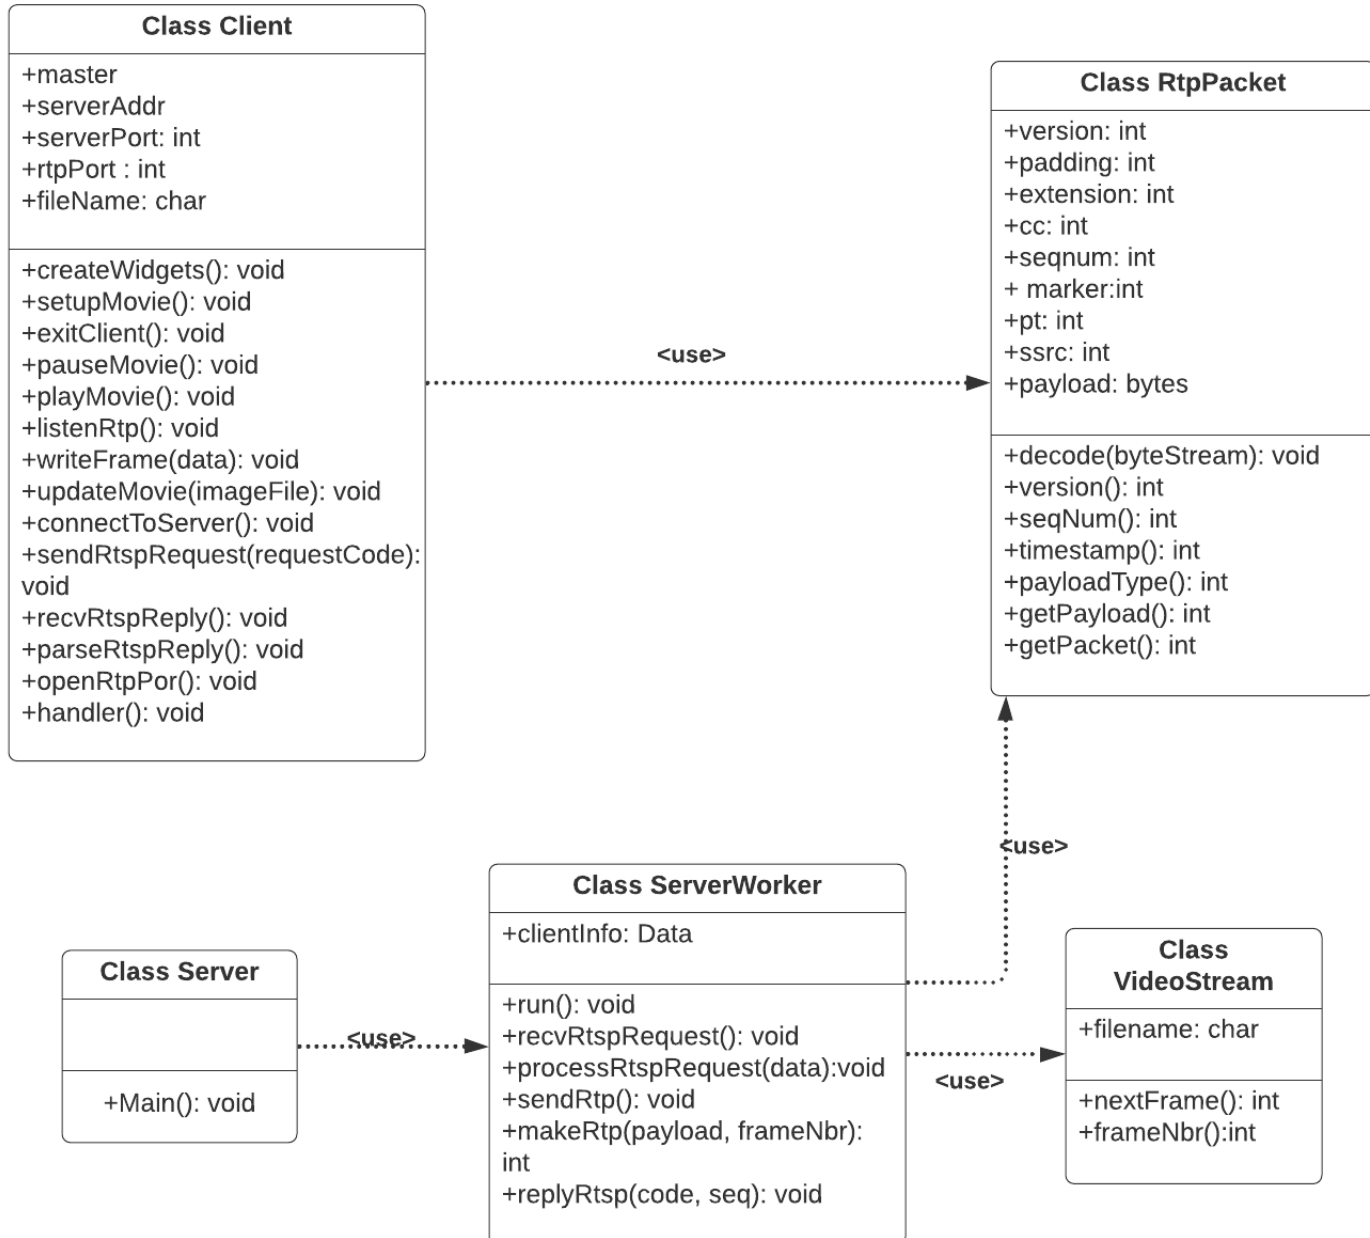 Class Client
+master
+serverAddr
+serverPort: int
+rtpPort : int
+fileName: char
+createWidgets(): void
+setupMovie(): void
+exitClient(): void
+pauseMovie(): void
+playMovie(): void
+listenRtp(): void
+writeFrame(data): void
+updateMovie(imageFile): void
+connectToServer(): void
+sendRtspRequest(requestCode):
void
+recvRtspReply(): void
+parseRtspReply(): void
+openRtpPor(): void
+handler(): void
<use>
Class RtpPacket
+version: int
+padding: int
+extension: int
+cc: int
+seqnum: int
+ marker:int
+pt: int
+ssrc: int
+payload: bytes
+decode(byteStream): void
+version(): int
+seqNum(): int
+timestamp(): int
+payloadType(): int
+getPayload(): int
+getPacket(): int
<use>
Class Server
+Main(): void
<use>
Class ServerWorker
+clientInfo: Data
+run(): void
+recvRtspRequest(): void
+processRtspRequest(data):void
+sendRtp(): void
+makeRtp(payload, frameNbr):
int
+replyRtsp(code, seq): void
<use>
Class
VideoStream
+filename: char
+nextFrame(): int
+frameNbr():int